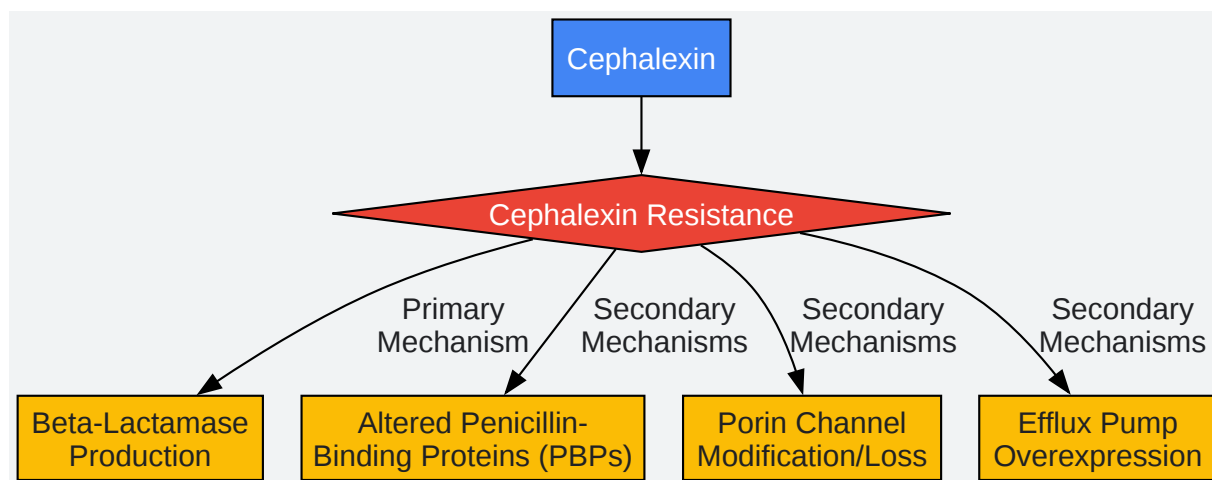 Cephalexin
Cephalexin Resistance
Primary
Mechanism
Secondary
Mechanisms
Secondary
Mechanisms
Secondary
Mechanisms
Beta-Lactamase
Production
Altered Penicillin-
Binding Proteins (PBPs)
Porin Channel
Modification/Loss
Efflux Pump
Overexpression